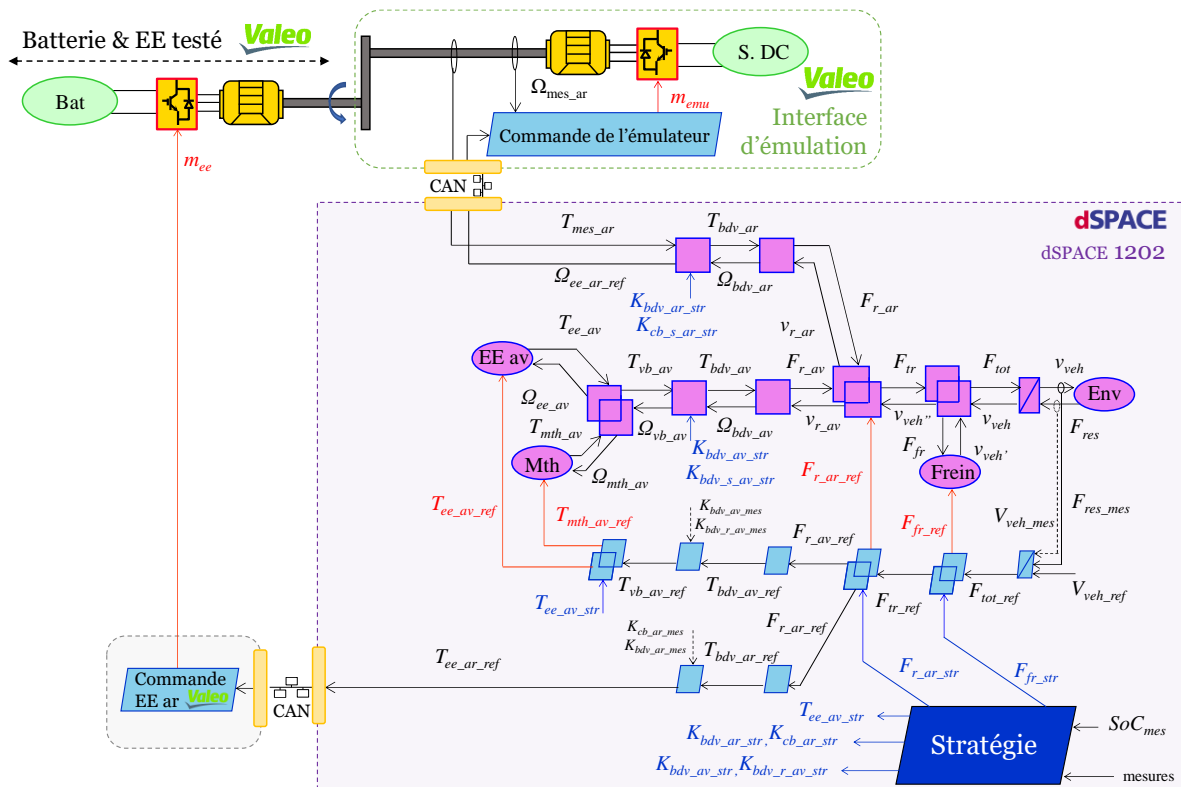 Batterie & EE testé Valeo
Bat
m_ee
Ω_mes_ar
S. DC
m_emu
Valeo
Commande de l'émulateur
Interface
d'émulation
CAN
dSPACE
dSPACE 1202
T_mes_ar
T_bdv_ar
Ω_ee_ar_ref
Ω_bdv_ar
K_bdv_ar_str
K_cb_s_ar_str
F_r_ar
v_r_ar
T_ee_av
EE av
T_vb_av
T_bdv_av
F_r_av
F_tr
F_tot
v_veh
Env
Ω_ee_av
T_mth_av
Ω_vb_av
Ω_bdv_av
v_r_av
v_veh''
v_veh
F_res
Mth
Ω_mth_av
K_bdv_av_str
K_bdv_s_av_str
F_r_ar_ref
F_fr
v_veh'
Frein
T_ee_av_ref
T_mth_av_ref
K_bdv_av_mes
K_bdv_r_av_mes
F_r_av_ref
F_fr_ref
V_veh_mes
F_res_mes
T_vb_av_ref
T_bdv_av_ref
F_tr_ref
F_tot_ref
V_veh_ref
T_ee_av_str
K_cb_ar_mes
K_bdv_ar_mes
F_r_ar_ref
T_ee_ar_ref
T_bdv_ar_ref
F_r_ar_str
F_fr_str
Commande
EE ar Valeo
CAN
T_ee_av_str
K_bdv_ar_str, K_cb_ar_str
K_bdv_av_str, K_bdv_r_av_str
Stratégie
SoC_mes
mesures